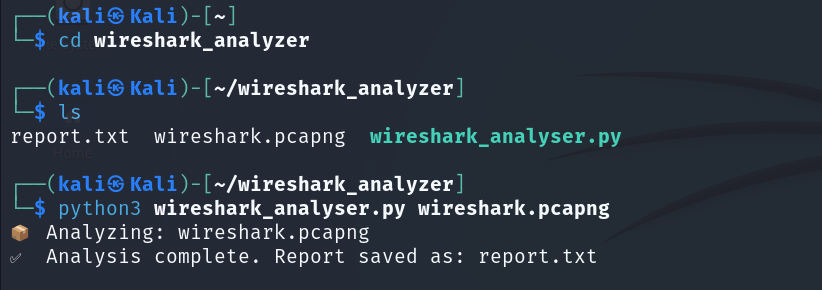 ┌──(kali㉿Kali)-[~]
└─$ cd wireshark_analyzer
┌──(kali㉿Kali)-[~/wireshark_analyzer]
└─$ ls
report.txt  wireshark.pcapng  wireshark_analyser.py
Home
┌──(kali㉿Kali)-[~/wireshark_analyzer]
└─$ python3 wireshark_analyser.py wireshark.pcapng
📦 Analyzing: wireshark.pcapng
✅ Analysis complete. Report saved as: report.txt